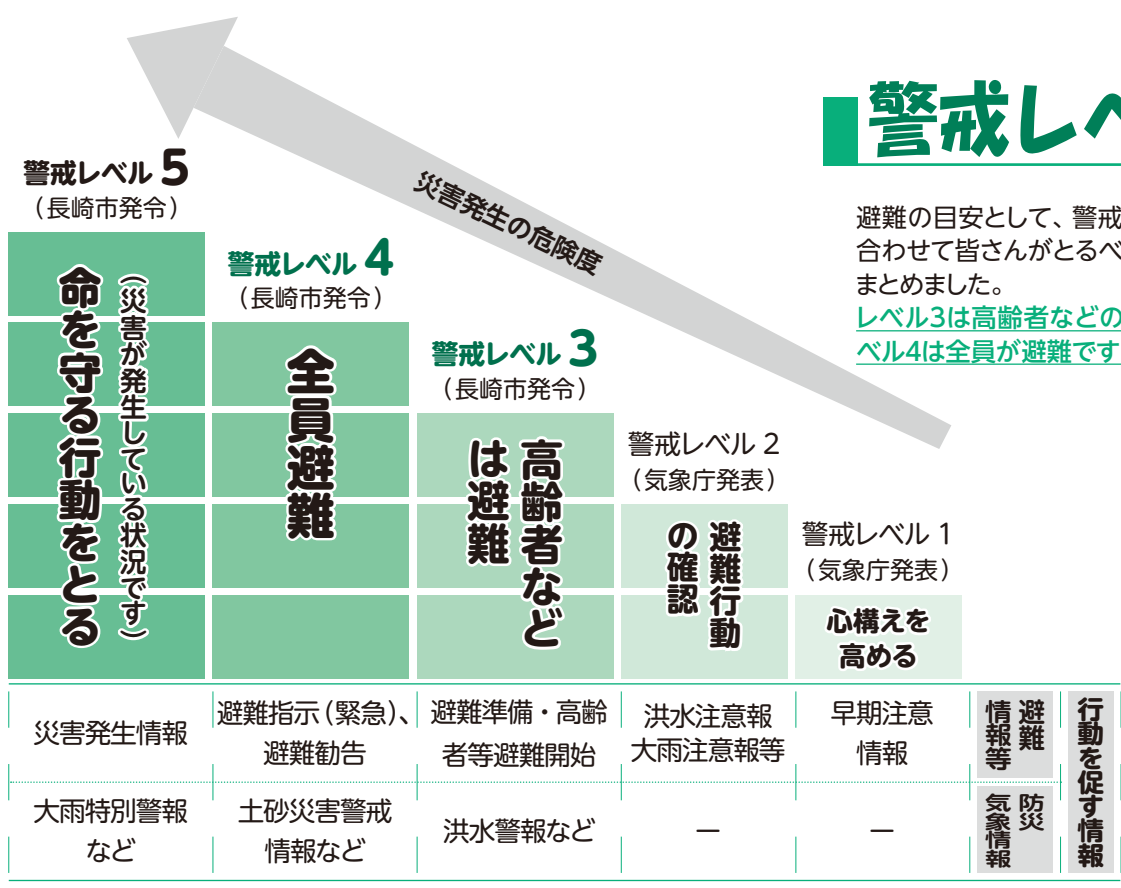 警戒レベ
避難の目安として、警戒
合わせて皆さんがとるべ
まとめました。
レベル3は高齢者などの
ベル4は全員が避難です
災害発生の危険度
警戒レベル 5
（長崎市発令）
命を守る行動をとる
（災害が発生している状況です）
警戒レベル 4
（長崎市発令）
全員避難
警戒レベル 3
（長崎市発令）
高齢者など
は避難
警戒レベル 2
（気象庁発表）
避難行動
の確認
警戒レベル 1
（気象庁発表）
心構えを
高める
災害発生情報
避難指示（緊急）、
避難勧告
避難準備・高齢
者等避難開始
洪水注意報
大雨注意報等
早期注意
情報
避難
情報等
大雨特別警報
など
土砂災害警戒
情報など
洪水警報など
ー
ー
防災
気象情報
行動を促す情報